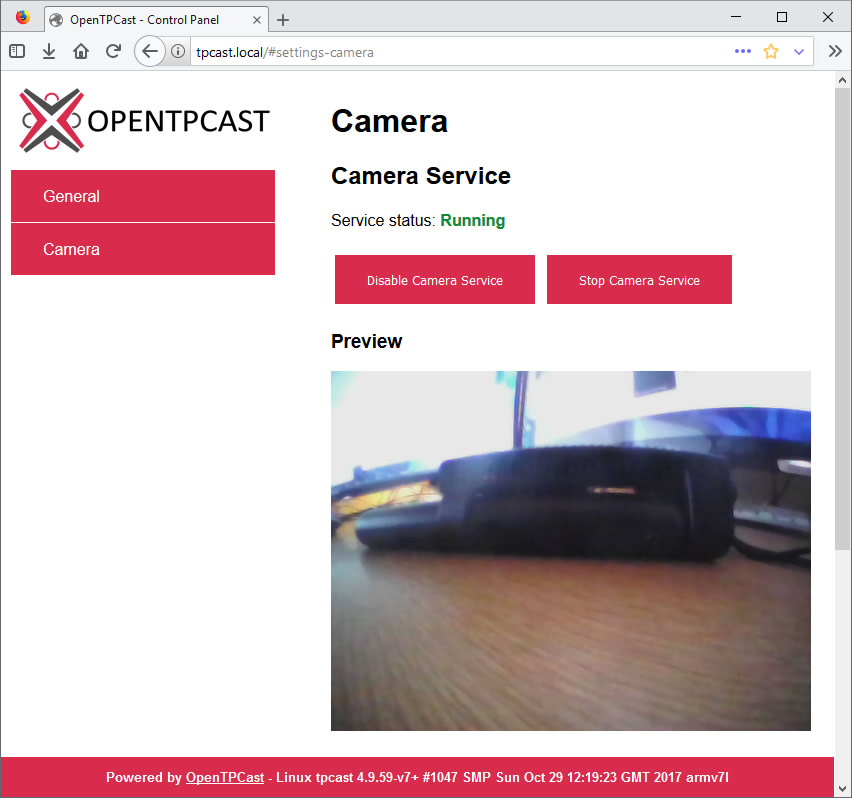 OpenTPCast - Control Panel
tpcast.local/#settings-camera
OPENTPCAST
General
Camera
Camera
Camera Service
Service status: Running
Disable Camera Service
Stop Camera Service
Preview
Powered by OpenTPCast - Linux tpcast 4.9.59-v7+ #1047 SMP Sun Oct 29 12:19:23 GMT 2017 armv7l